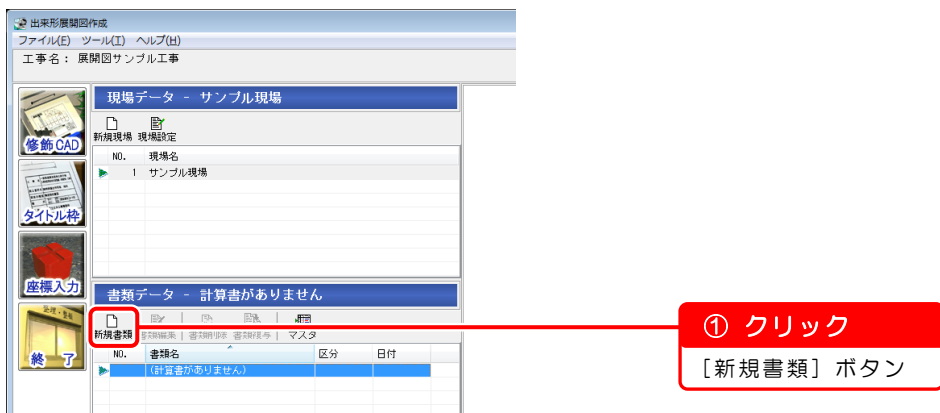 出来形展開図作成
ファイル(F) ツール(T) ヘルプ(H)
工事名： 展開図サンプル工事
修飾CAD
タイトル枠
座標入力
終 了
現場データ － サンプル現場
新規現場 現場設定
NO. 現場名
1 サンプル現場
書類データ － 計算書がありません
新規書類 書類編集 書類削除 書類複写 マスタ
NO. 書類名 区分 日付
(計算書がありません)
① クリック
［新規書類］ボタン